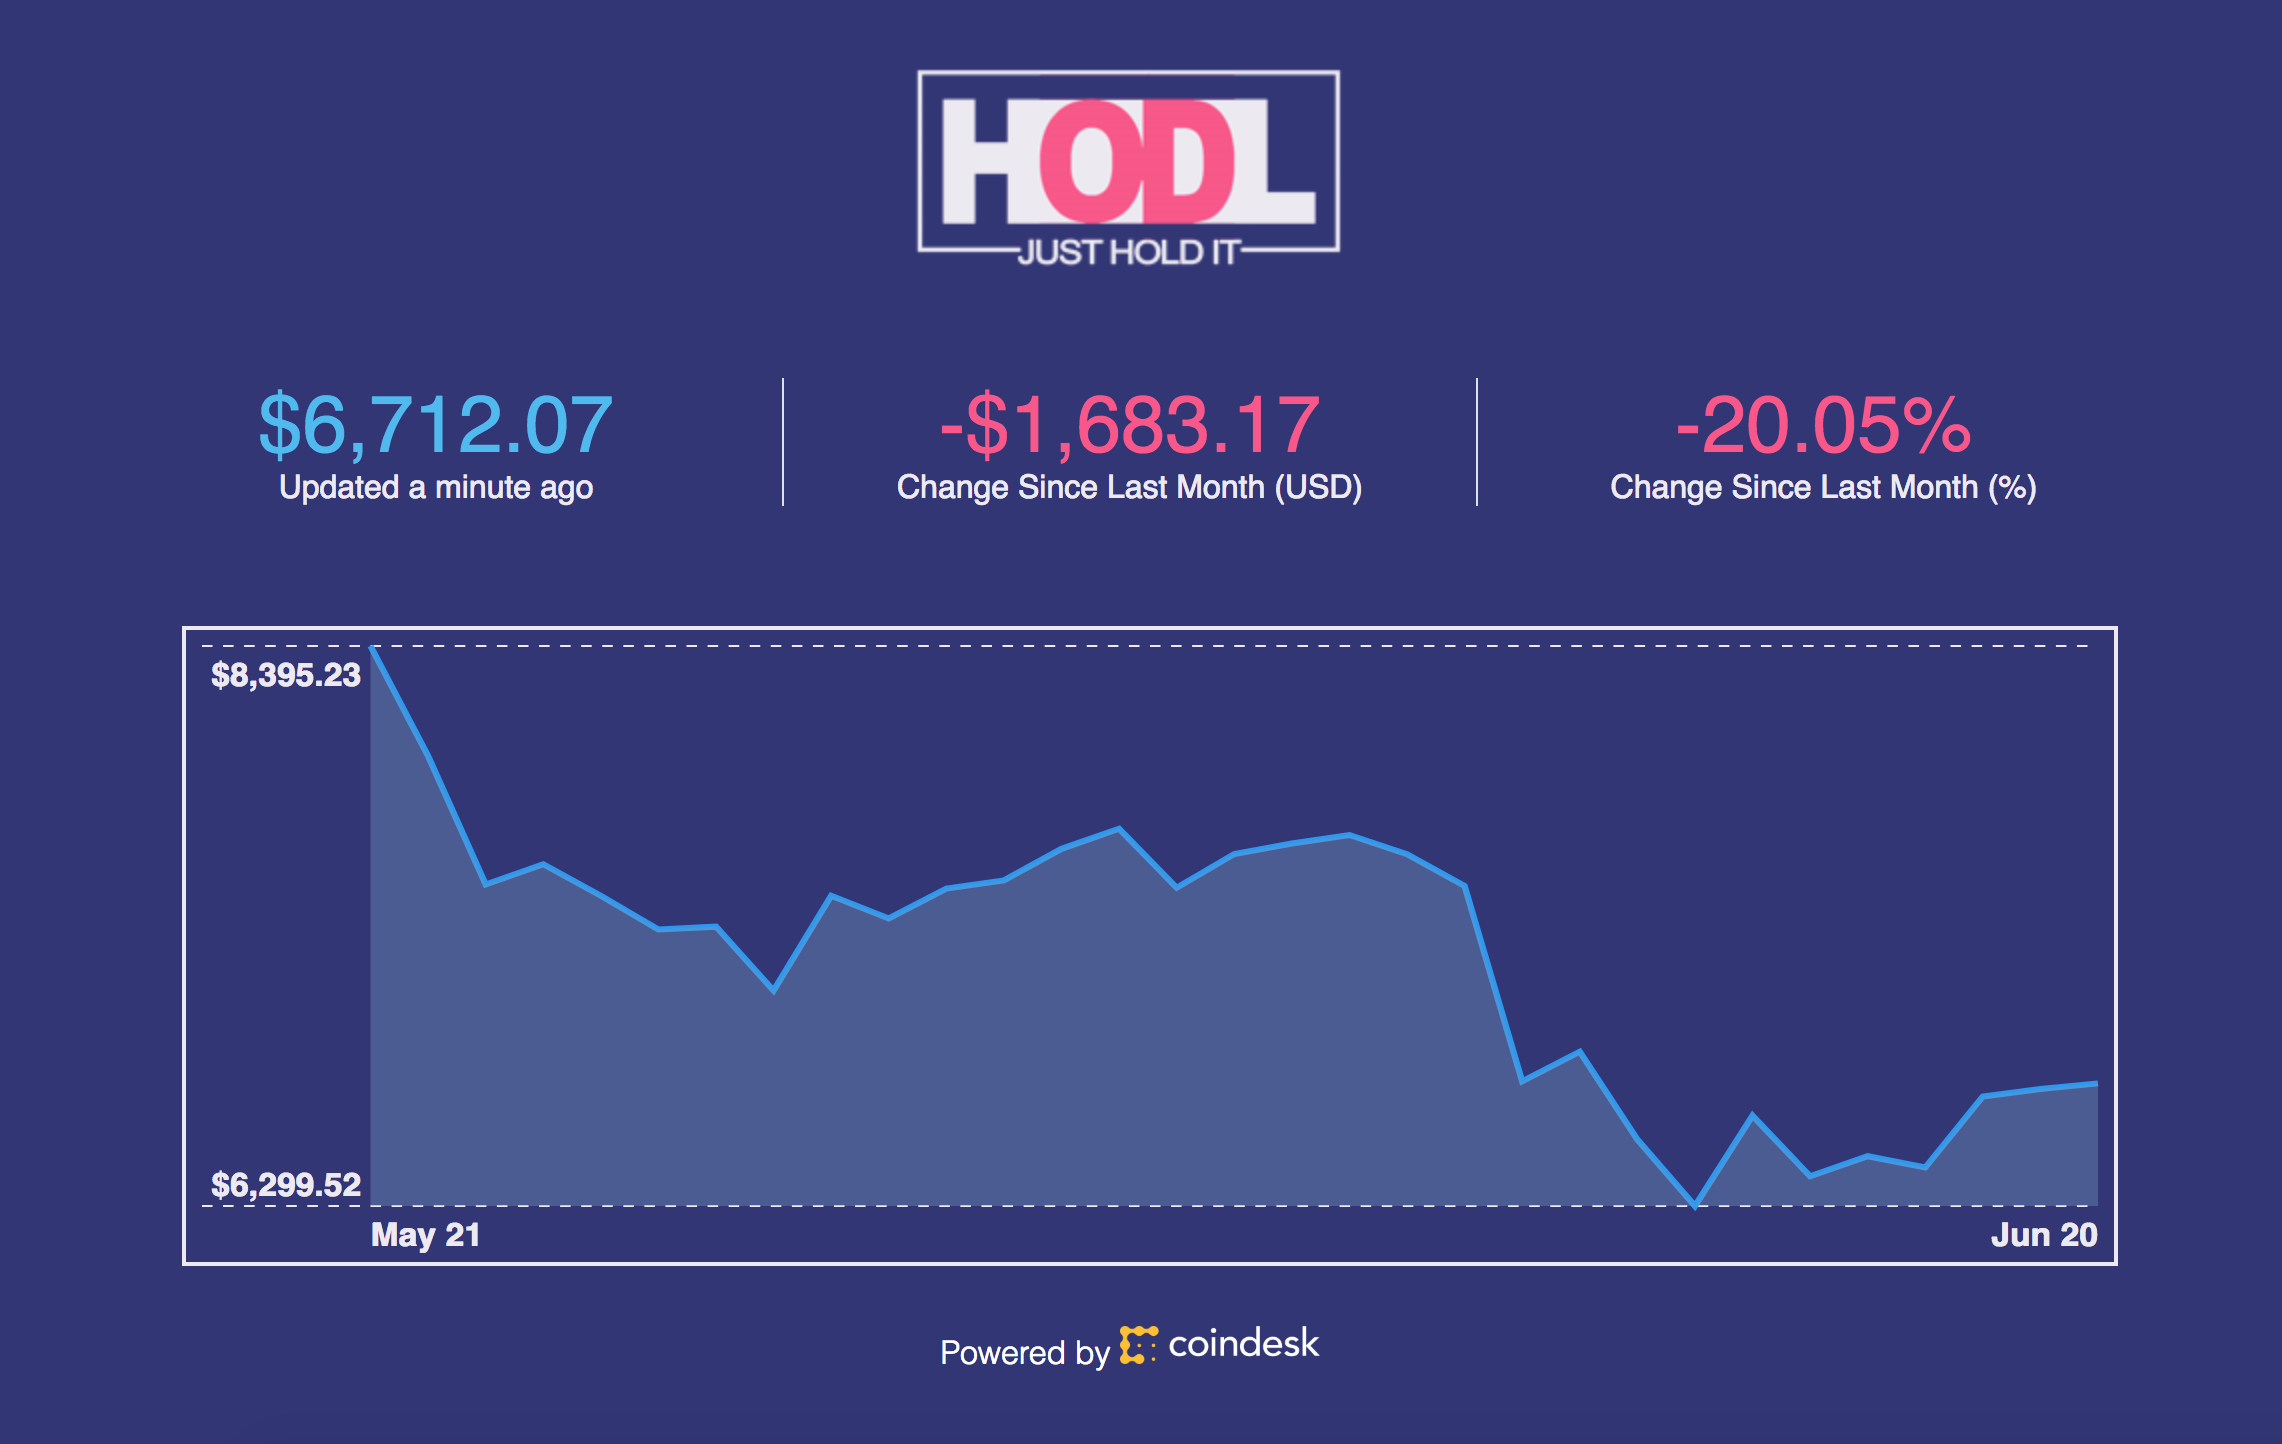 HODL
JUST HOLD IT
$6,712.07
Updated a minute ago
-$1,683.17
Change Since Last Month (USD)
-20.05%
Change Since Last Month (%)
$8,395.23
$6,299.52
May 21
Jun 20
Powered by coindesk